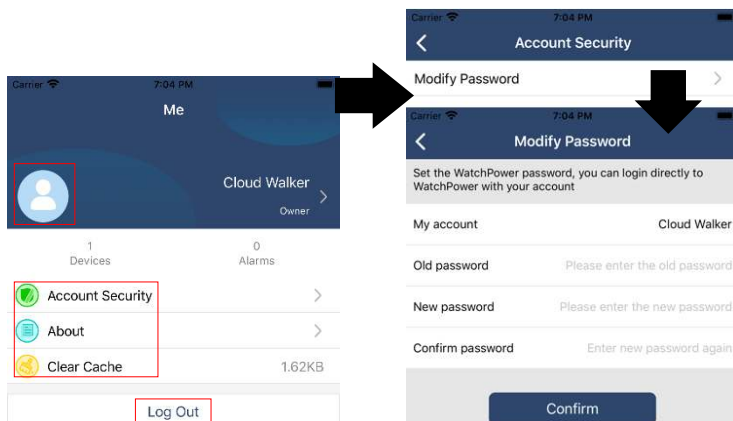 Carrier 7:04 PM
Me
Cloud Walker
Owner
1 0
Devices Alarms
Account Security
About
Clear Cache 1.62KB
Log Out
Carrier 7:04 PM
Account Security
Modify Password
Carrier 7:04 PM
Modify Password
Set the WatchPower password, you can login directly to
WatchPower with your account
My account Cloud Walker
Old password Please enter the old password
New password Please enter the new password
Confirm password Enter new password again
Confirm